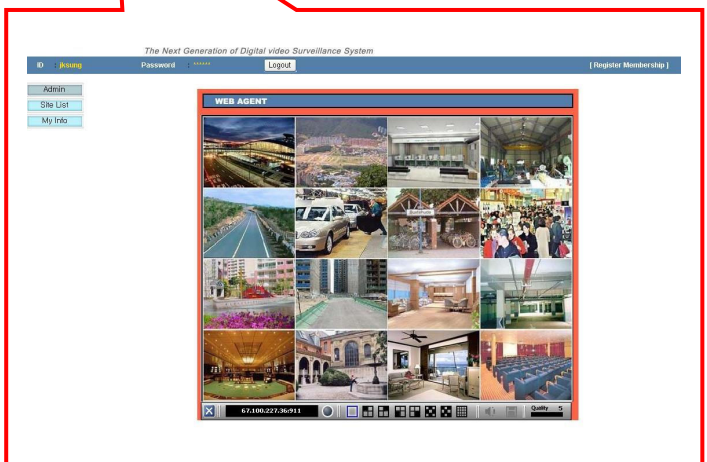 The Next Generation of Digital video Surveillance System
ID : jksung Password : ****** Logout [ Register Membership ]
Admin
Site List
My Info
WEB AGENT
67.100.227.36:911 Quality 5